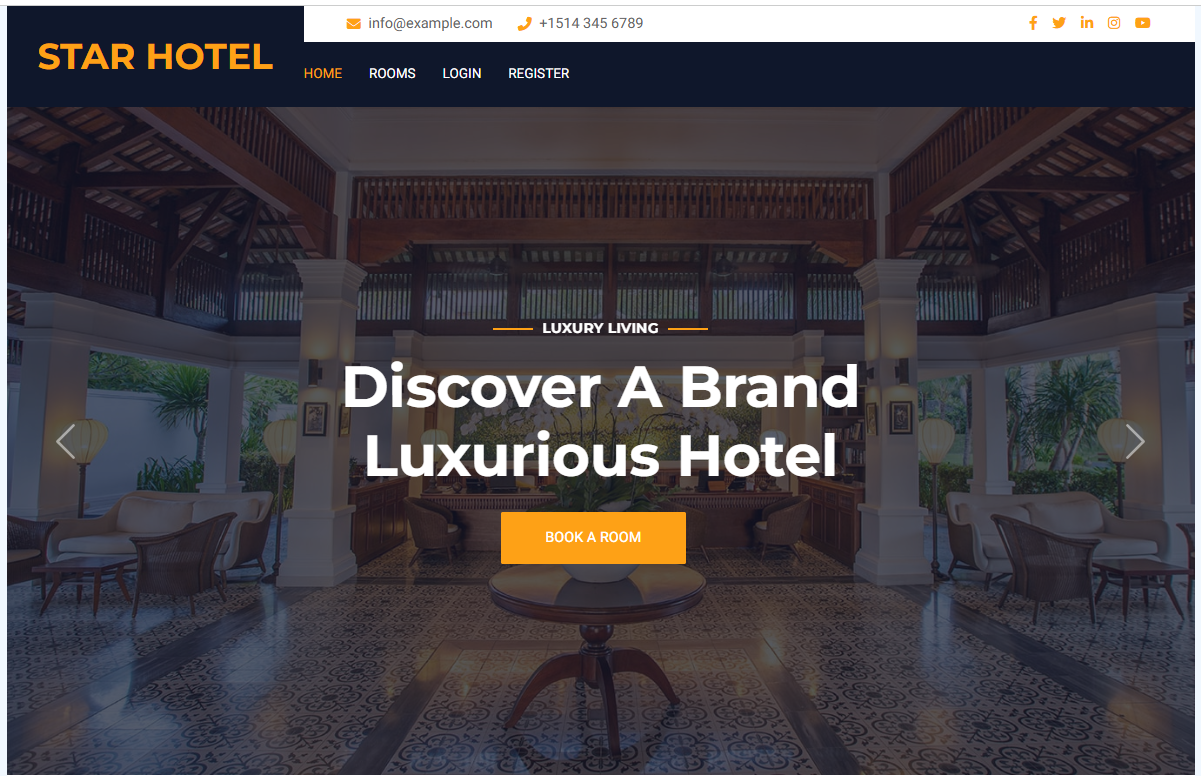 info@example.com +1514 345 6789
STAR HOTEL
HOME ROOMS LOGIN REGISTER
LUXURY LIVING
Discover A Brand
Luxurious Hotel
BOOK A ROOM